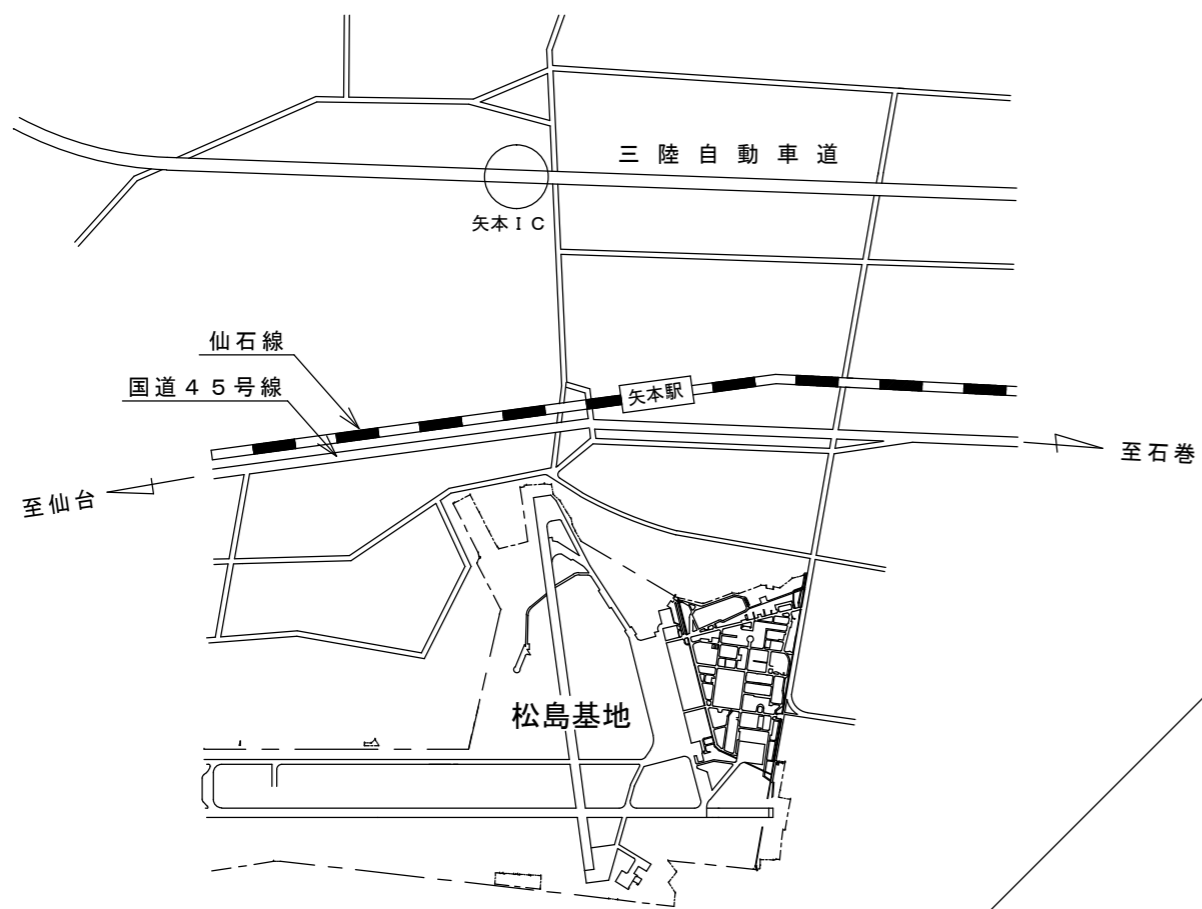 三陸自動車道
矢本ＩＣ
仙石線
国道４５号線
矢本駅
至石巻
至仙台
松島基地